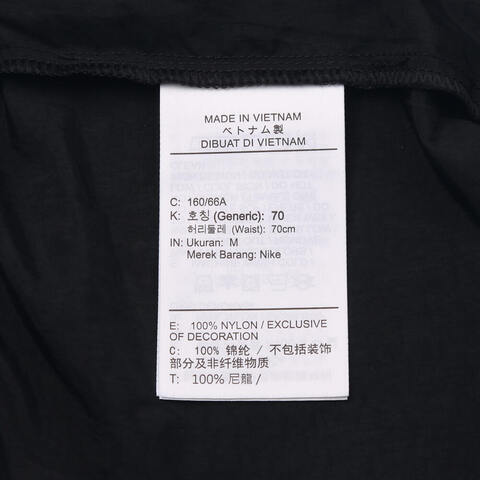 MADE IN VIETNAM
ベトナム製
DIBUAT DI VIETNAM
C: 160/66A
K: 호칭 (Generic): 70
허리둘레 (Waist): 70cm
IN: Ukuran: M
Merek Barang: Nike
E: 100% NYLON / EXCLUSIVE
OF DECORATION
C: 100% 锦纶 / 不包括装饰
部分及非纤维物质
T: 100% 尼龍 /